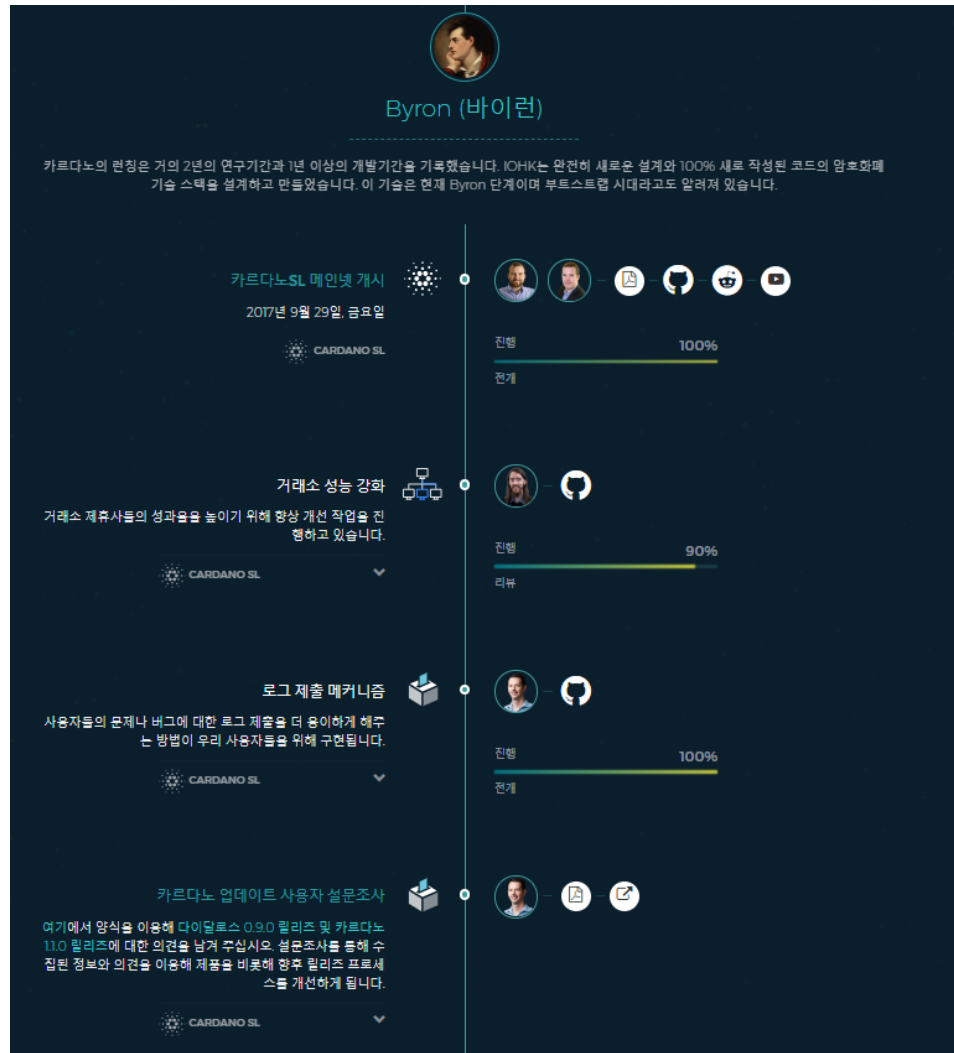 Byron (바이런)
카르다노의 런칭은 거의 2년의 연구기간과 1년 이상의 개발기간을 기록했습니다. IOHK는 완전히 새로운 설계와 100% 새로 작성된 코드의 암호화폐
기술 스택을 설계하고 만들었습니다. 이 기술은 현재 Byron 단계이며 부트스트랩 시대라고도 알려져 있습니다.
카르다노SL 메인넷 개시
2017년 9월 29일, 금요일
CARDANO SL
진행 100%
전개
거래소 성능 강화
거래소 제휴사들의 성과율을 높이기 위해 향상 개선 작업을 진
행하고 있습니다.
CARDANO SL
진행 90%
리뷰
로그 제출 메커니즘
사용자들의 문제나 버그에 대한 로그 제출을 더 용이하게 해주
는 방법이 우리 사용자들을 위해 구현됩니다.
CARDANO SL
진행 100%
전개
카르다노 업데이트 사용자 설문조사
여기에서 양식을 이용해 다이달로스 0.9.0 릴리즈 및 카르다노
1.1.0 릴리즈에 대한 의견을 남겨 주십시오. 설문조사를 통해 수
집된 정보와 의견을 이용해 제품을 비롯해 향후 릴리즈 프로세
스를 개선하게 됩니다.
CARDANO SL